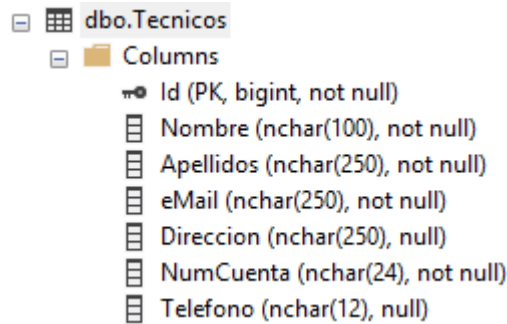 dbo.Tecnicos
Columns
Id (PK, bigint, not null)
Nombre (nchar(100), not null)
Apellidos (nchar(250), not null)
eMail (nchar(250), not null)
Direccion (nchar(250), null)
NumCuenta (nchar(24), not null)
Telefono (nchar(12), null)